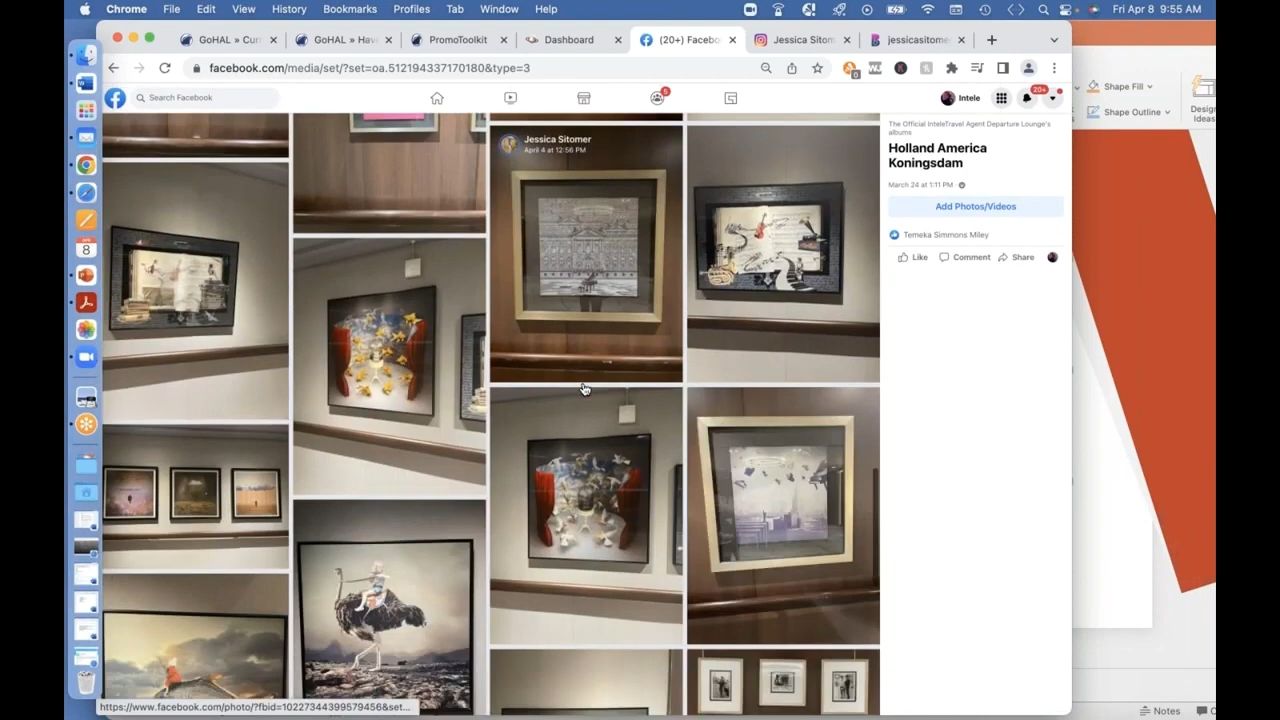 Chrome File Edit View History Bookmarks Profiles Tab Window Help
Fri Apr 8 9:55 AM
GoHAL » Curr
GoHAL » Hav
PromoToolkit
Dashboard
(20+) Facebo
Jessica Sitom
jessicasitome
facebook.com/media/set/?set=oa.512194337170180&type=3
0
Search Facebook
5
Intele
20+
Shape Fill
Shape Outline
Design
Ideas
Jessica Sitomer
April 4 at 12:56 PM
The Official InteleTravel Agent Departure Lounge's
albums
Holland America
Koningsdam
March 24 at 1:11 PM
Add Photos/Videos
Temeka Simmons Miley
Like Comment Share
8
https://www.facebook.com/photo/?fbid=10227344399579456&set...
Notes